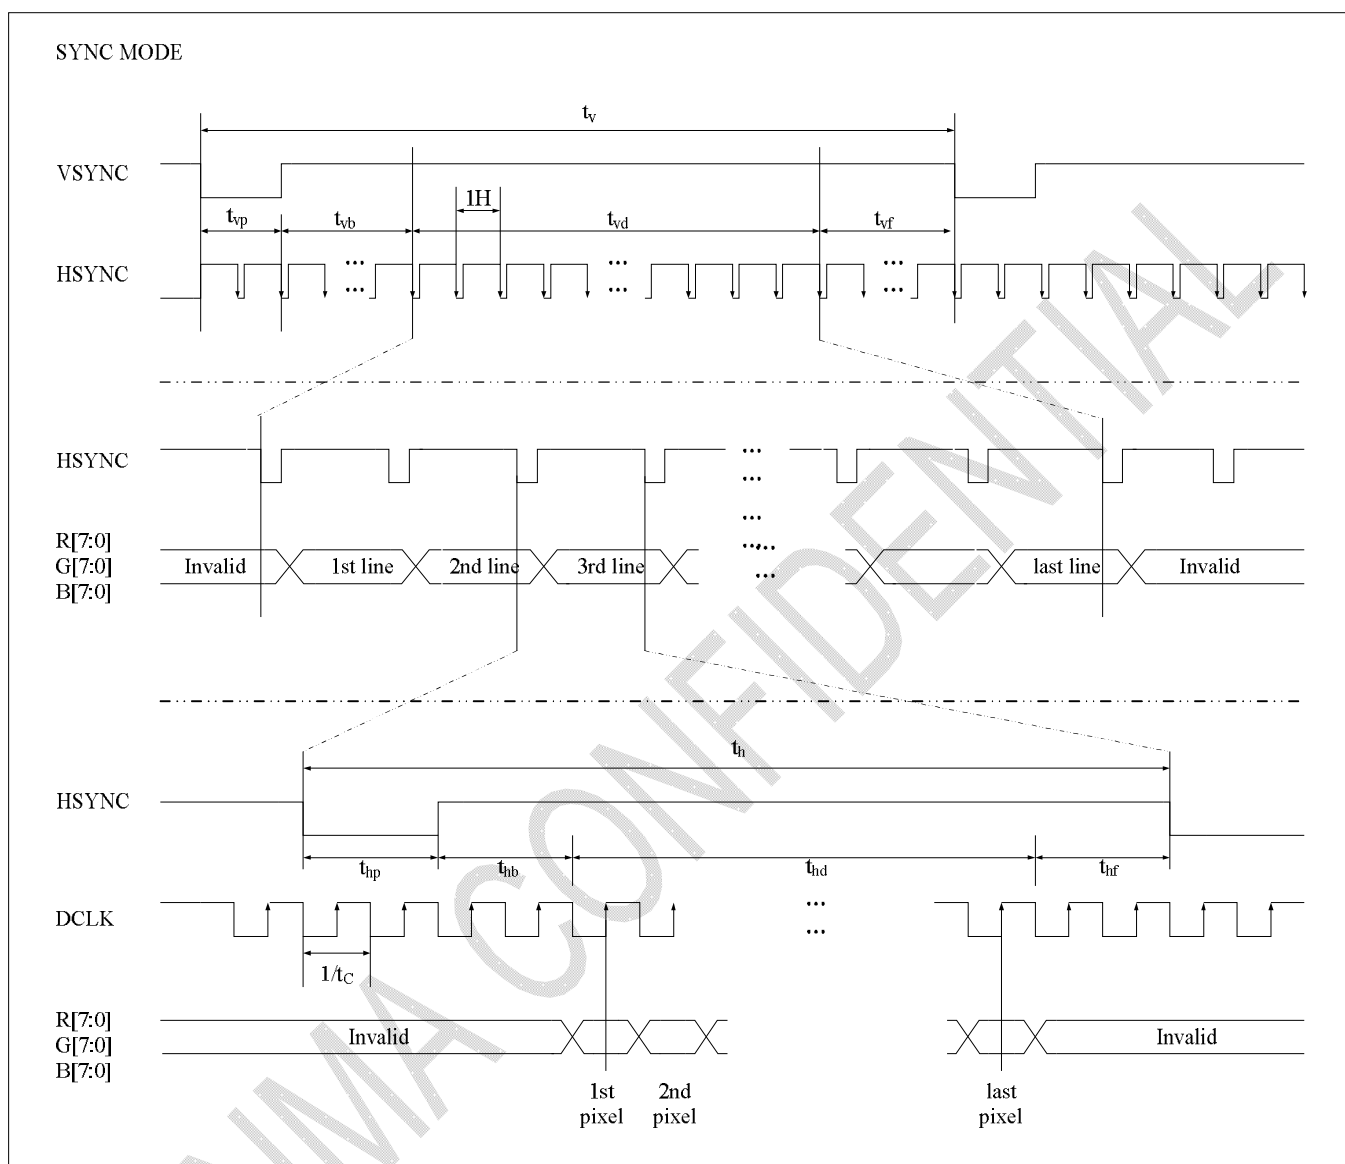 SYNC MODE
tv
VSYNC
1H
tvp
tvb
tvd
tvf
... ... ...
HSYNC
... ... ...
HSYNC
...
...
...
R[7:0]
...
G[7:0]
Invalid
1st line
2nd line
3rd line
...
last line
Invalid
B[7:0]
th
HSYNC
thp
thb
thd
thf
...
DCLK
...
1/tC
R[7:0]
Invalid
Invalid
G[7:0]
B[7:0]
1st pixel
2nd pixel
last pixel
NMA CONFIDENTIAL